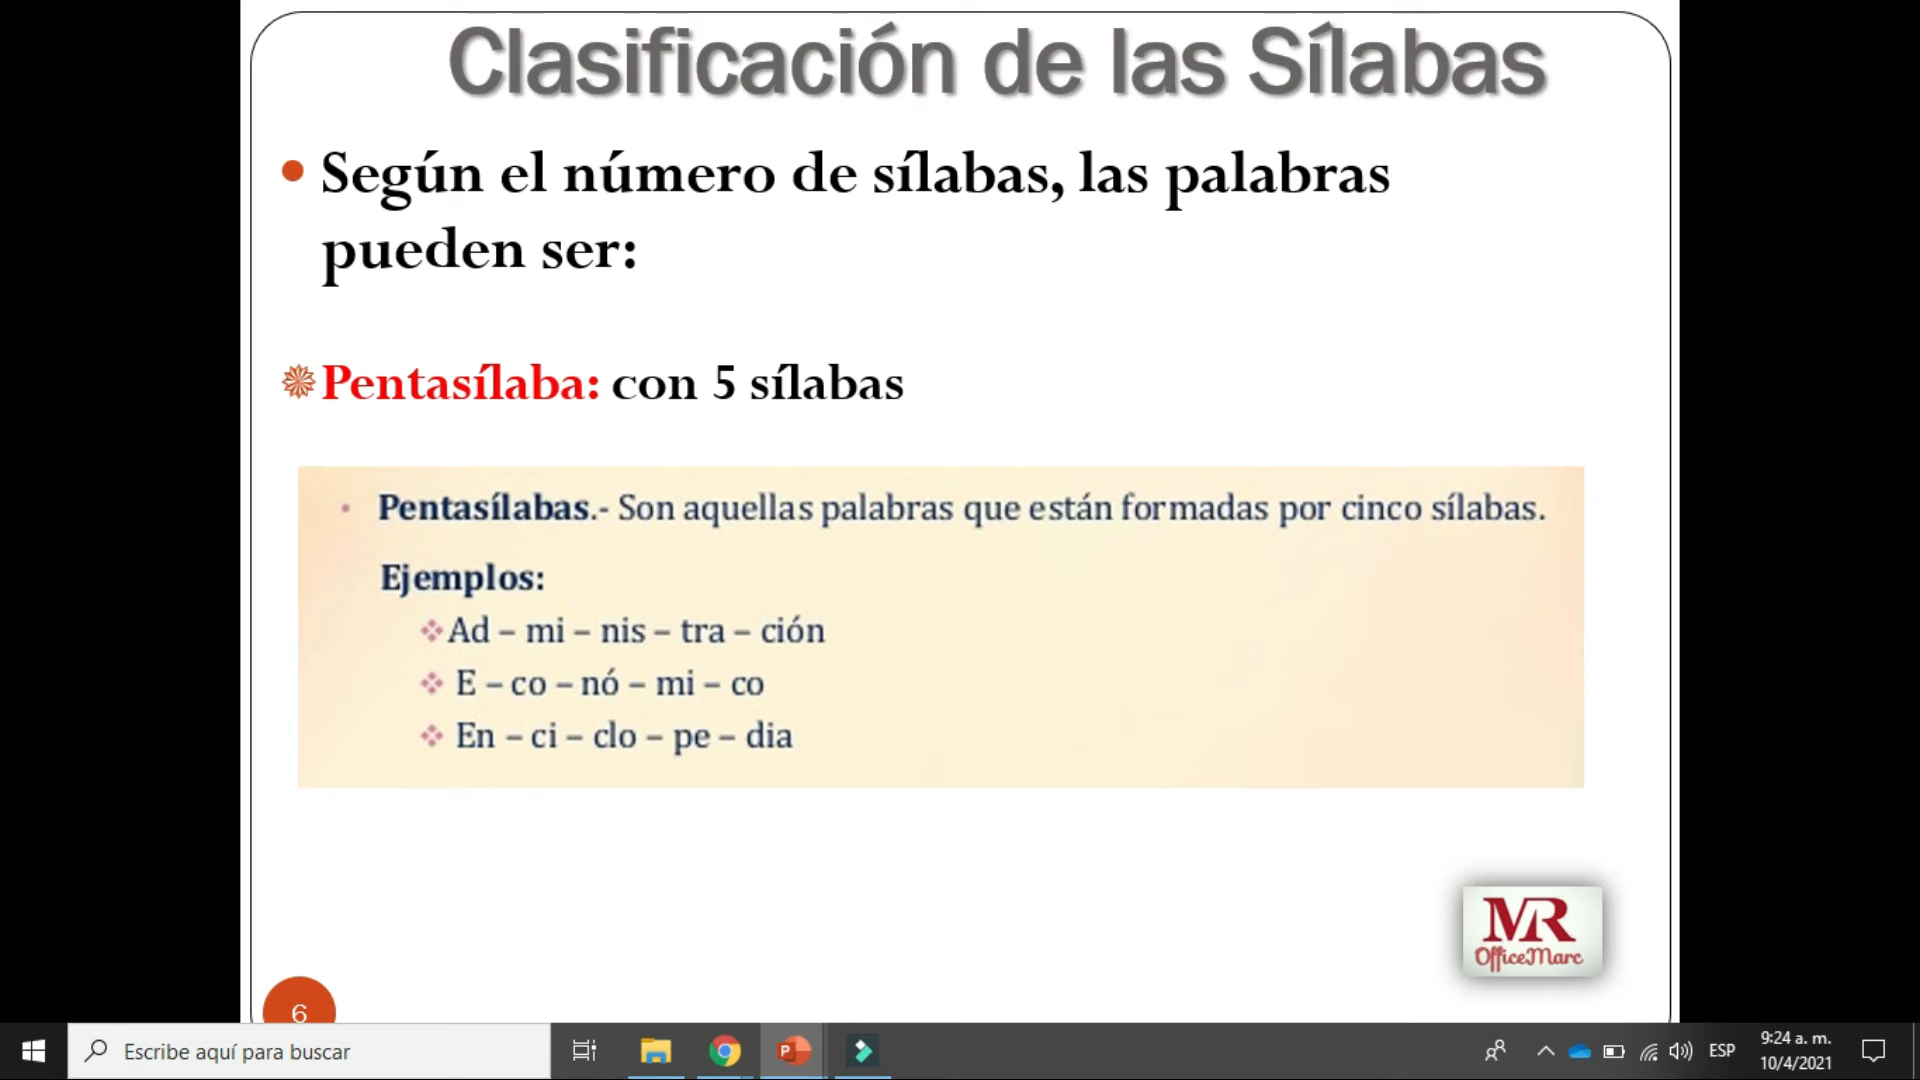 Clasificación de las Sílabas
Según el número de sílabas, las palabras
pueden ser:
Pentasílaba: con 5 sílabas
Pentasílabas.- Son aquellas palabras que están formadas por cinco sílabas.
Ejemplos:
Ad – mi – nis – tra – ción
E – co – nó – mi – co
En – ci – clo – pe – dia
MR
OfficeMarc
6
Escribe aquí para buscar
P
ESP
9:24 a. m.
10/4/2021